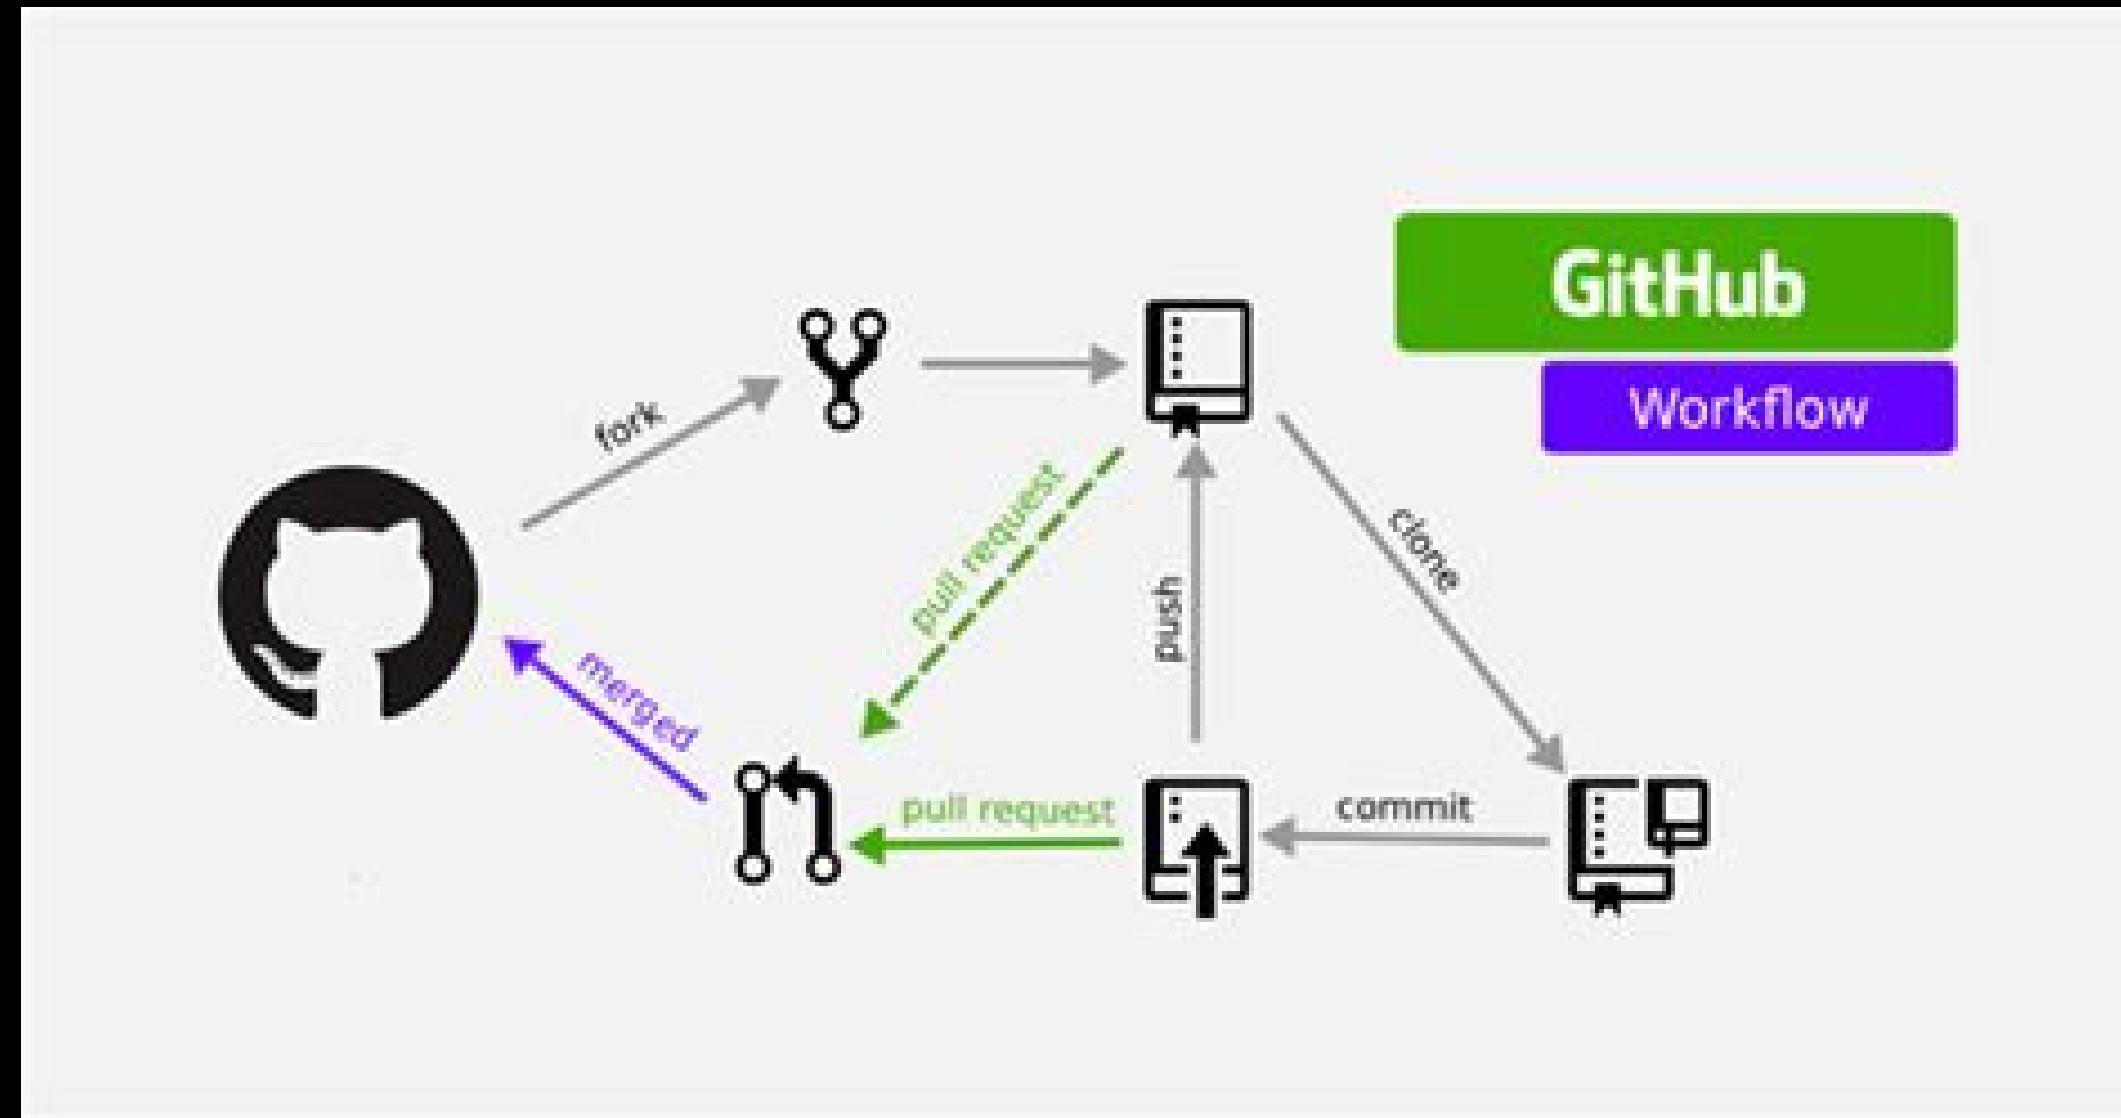 GitHub
Workflow
fork
clone
pull request
push
merged
pull request
commit